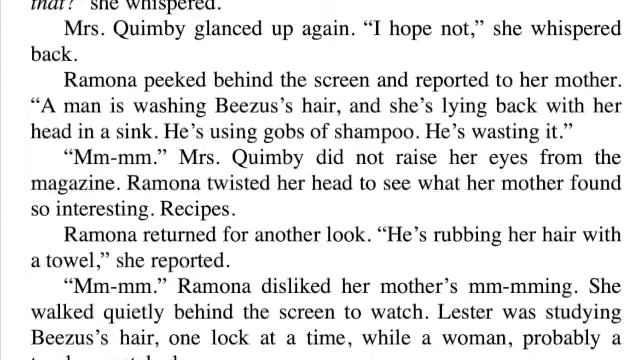 that?" she whispered.
Mrs. Quimby glanced up again. “I hope not,” she whispered
back.
Ramona peeked behind the screen and reported to her mother.
“A man is washing Beezus’s hair, and she’s lying back with her
head in a sink. He’s using gobs of shampoo. He’s wasting it.”
“Mm-mm.” Mrs. Quimby did not raise her eyes from the
magazine. Ramona twisted her head to see what her mother found
so interesting. Recipes.
Ramona returned for another look. “He’s rubbing her hair with
a towel,” she reported.
“Mm-mm.” Ramona disliked her mother’s mm-mming. She
walked quietly behind the screen to watch. Lester was studying
Beezus’s hair, one lock at a time, while a woman, probably a